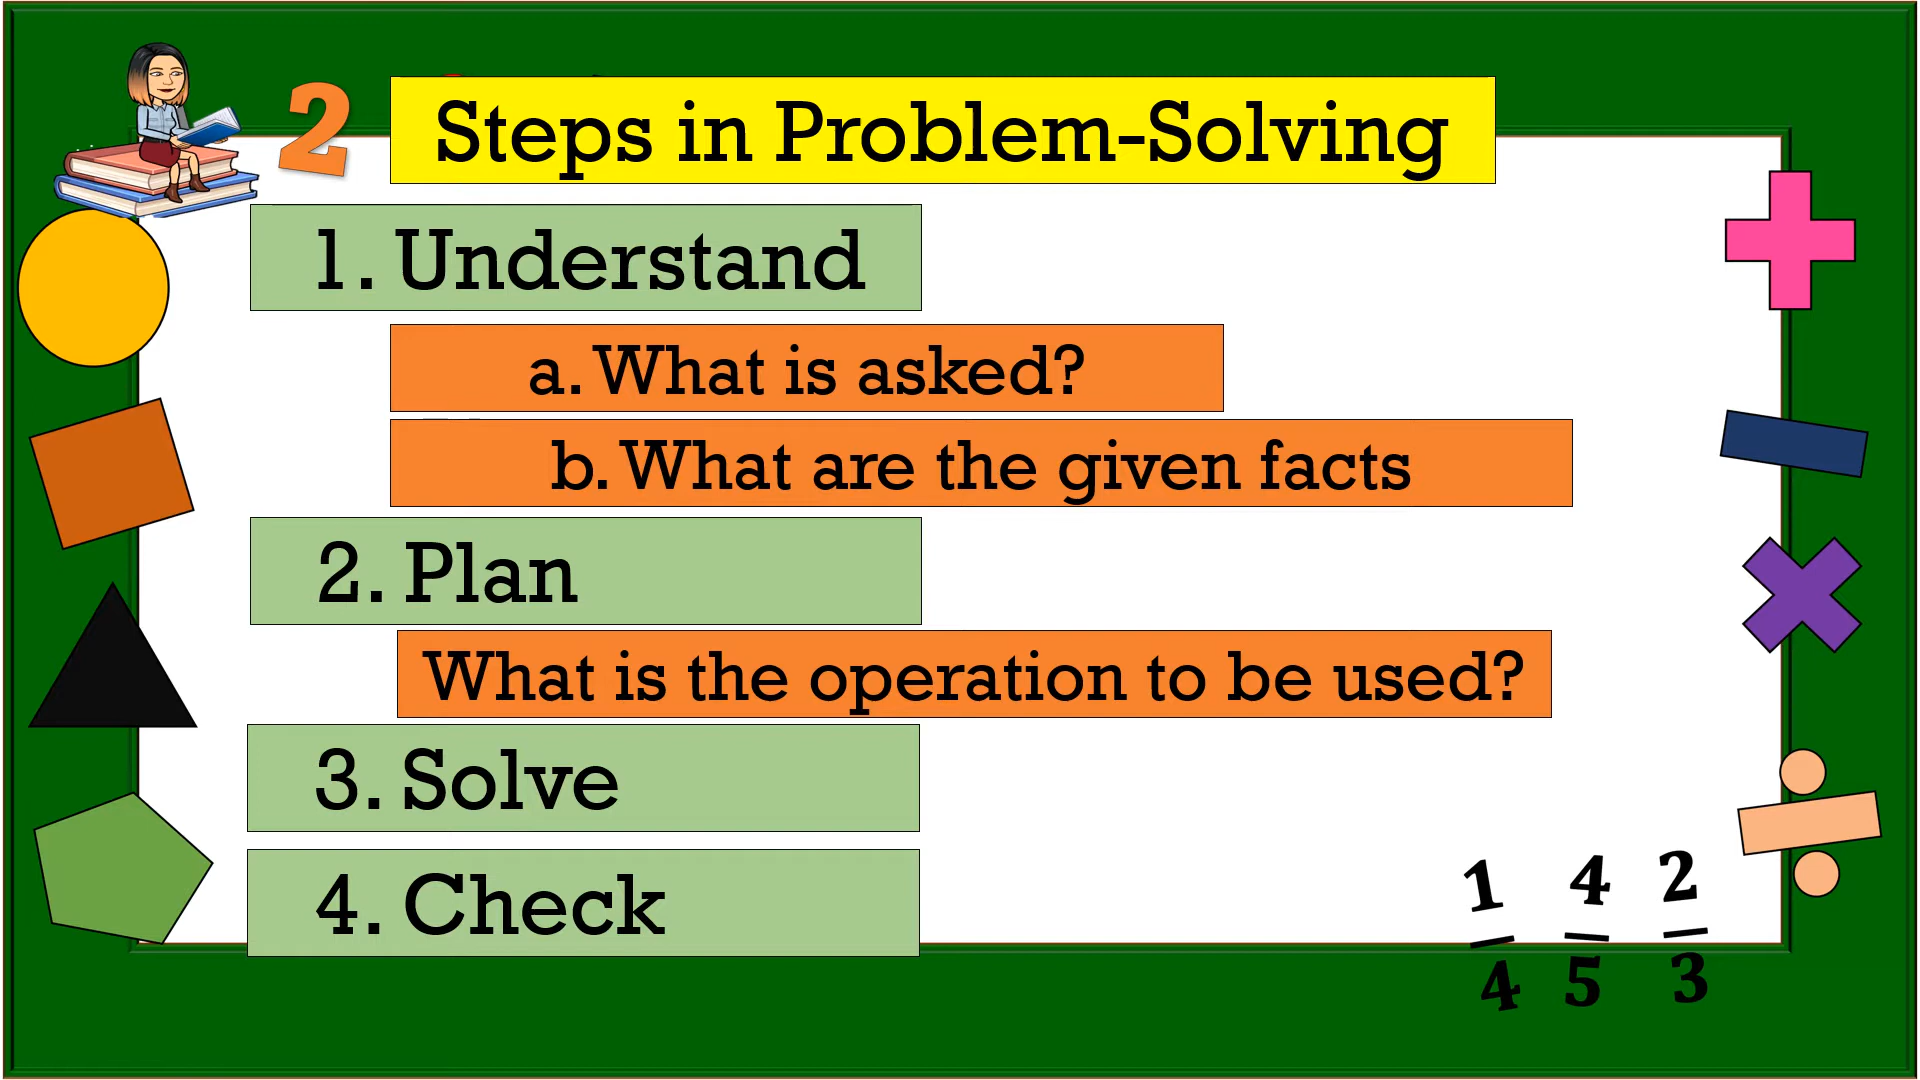 2
Steps in Problem-Solving
1. Understand
a. What is asked?
b. What are the given facts
2. Plan
What is the operation to be used?
3. Solve
4. Check
1 4 2
4 5 3